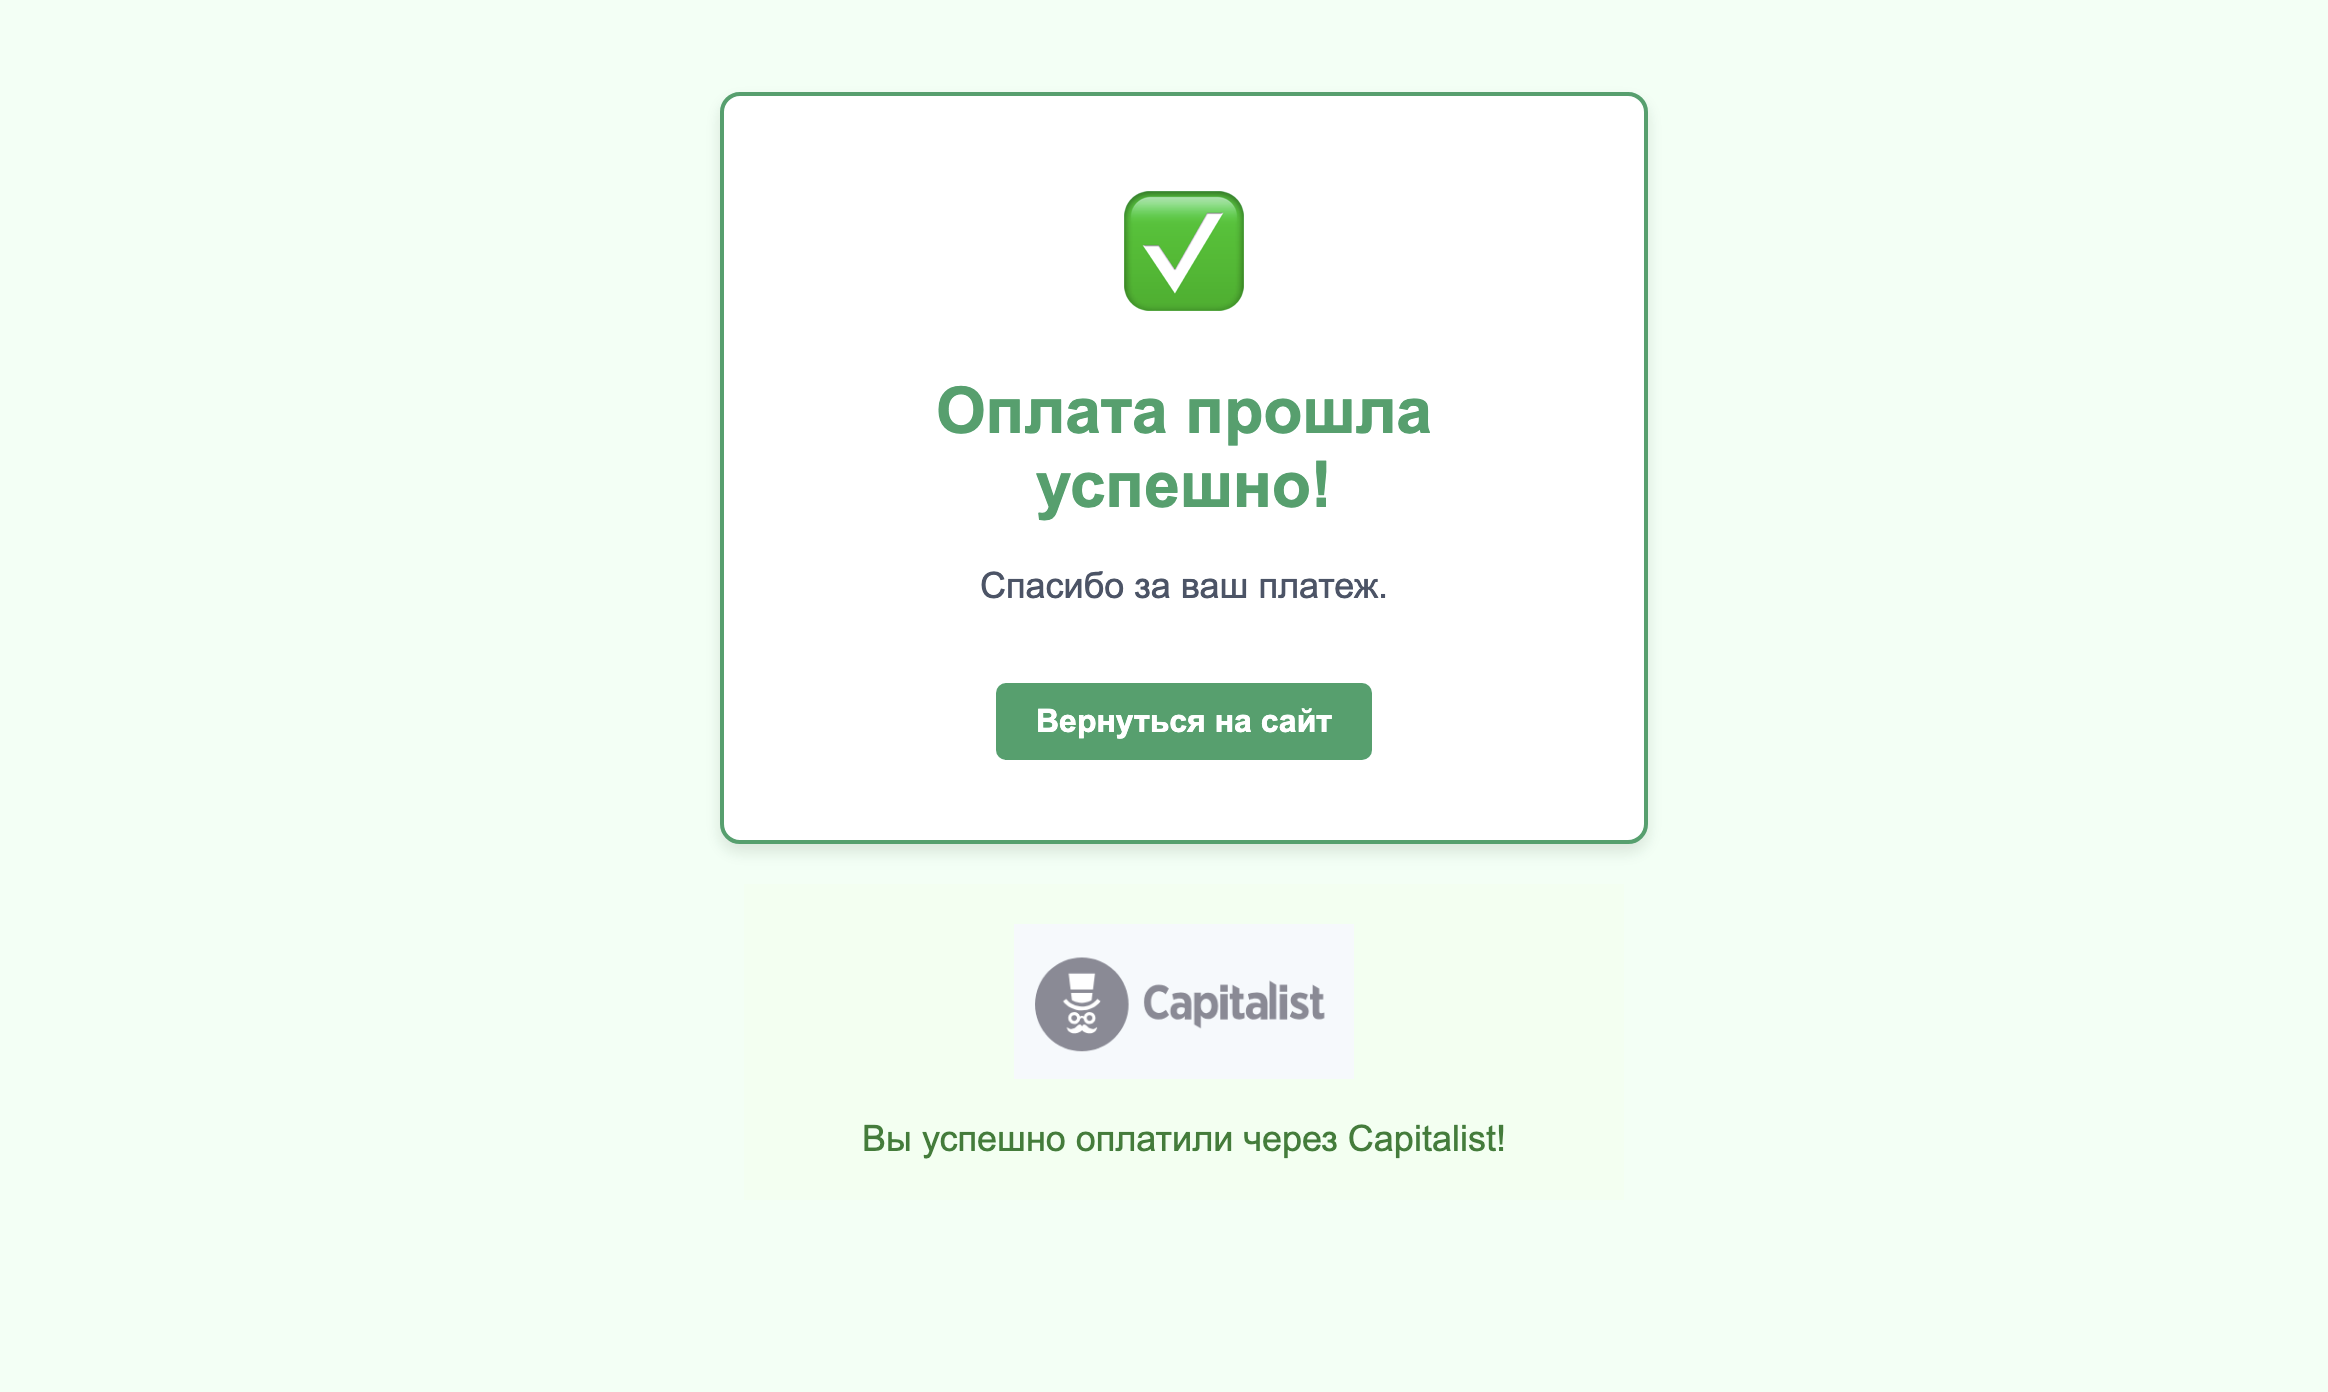 Оплата прошла
успешно!
Спасибо за ваш платеж.
Вернуться на сайт
Capitalist
Вы успешно оплатили через Capitalist!